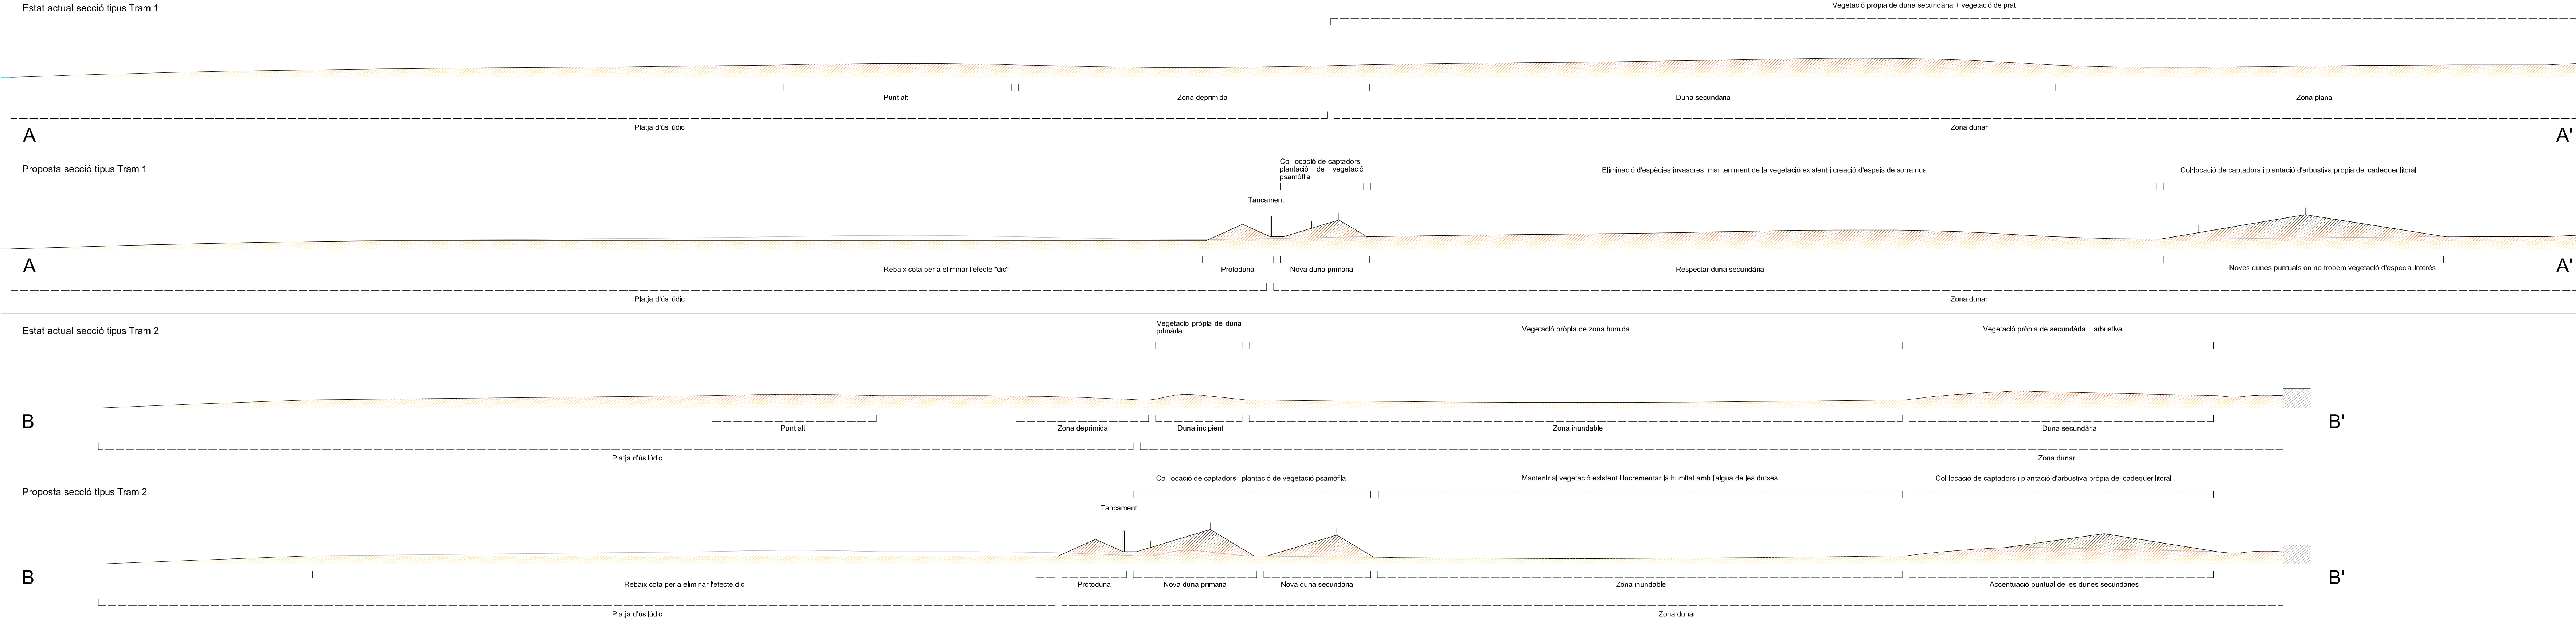 Estat actual secció tipus Tram 1
Vegetació pròpia de duna secundària + vegetació de prat
Punt alt
Zona deprimida
Duna secundària
Zona plana
Platja d'ús lúdic
Zona dunar
A
A'
Proposta secció tipus Tram 1
Col·locació de captadors i
plantació de vegetació
psamòfila
Eliminació d'espècies invasores, manteniment de la vegetació existent i creació d'espais de sorra nua
Col·locació de captadors i plantació d'arbustiva pròpia del cadequer litoral
Tancament
A
A'
Rebaix cota per a eliminar l'efecte "dic"
Protoduna
Nova duna primària
Respectar duna secundària
Noves dunes puntuals on no trobem vegetació d'especial interés
Platja d'ús lúdic
Zona dunar
Estat actual secció tipus Tram 2
Vegetació pròpia de duna
primària
Vegetació pròpia de zona humida
Vegetació pròpia de secundària + arbustiva
B
B'
Punt alt
Zona deprimida
Duna incipient
Zona inundable
Duna secundària
Platja d'ús lúdic
Zona dunar
Proposta secció tipus Tram 2
Col·locació de captadors i plantació de vegetació psamòfila
Mantenir al vegetació existent i incrementar la humitat amb l'aigua de les dutxes
Col·locació de captadors i plantació d'arbustiva pròpia del cadequer litoral
Tancament
B
B'
Rebaix cota per a eliminar l'efecte dic
Protoduna
Nova duna primària
Nova duna secundària
Zona inundable
Accentuació puntual de les dunes secundàries
Platja d'ús lúdic
Zona dunar